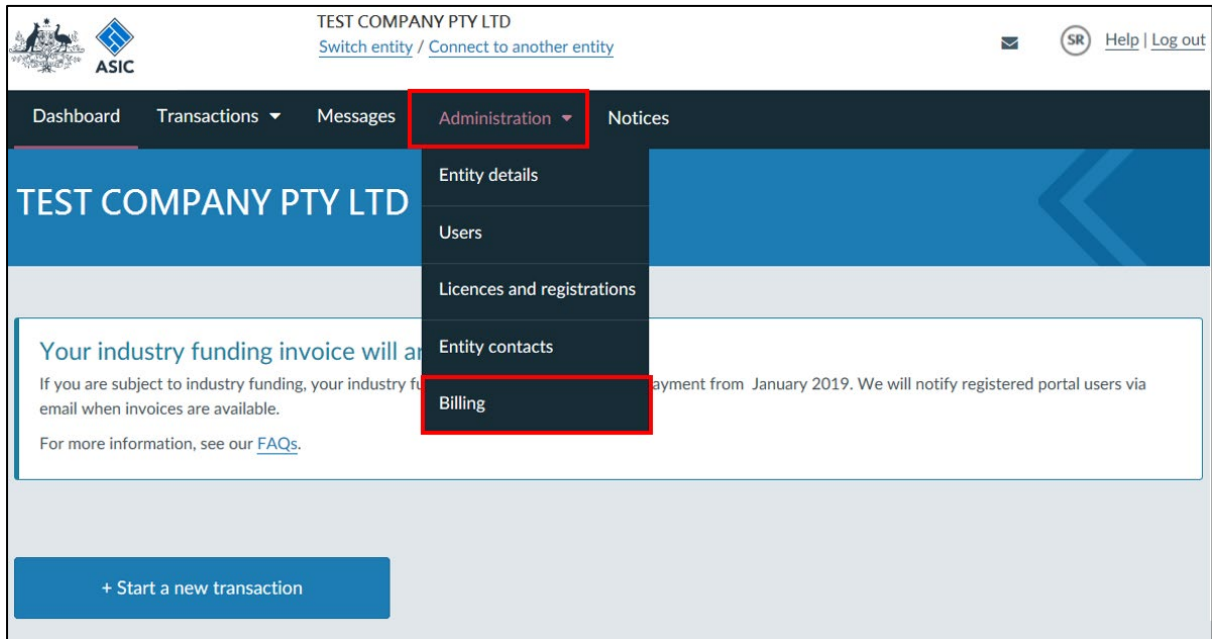 TEST COMPANY PTY LTD
Switch entity / Connect to another entity
SR Help | Log out
ASIC
Dashboard Transactions Messages Administration Notices
Entity details
TEST COMPANY PTY LTD
Users
Licences and registrations
Your industry funding invoice will
Entity contacts
If you are subject to industry funding, your industry ayment from January 2019. We will notify registered portal users via
email when invoices are available.
Billing
For more information, see our FAQs.
+ Start a new transaction